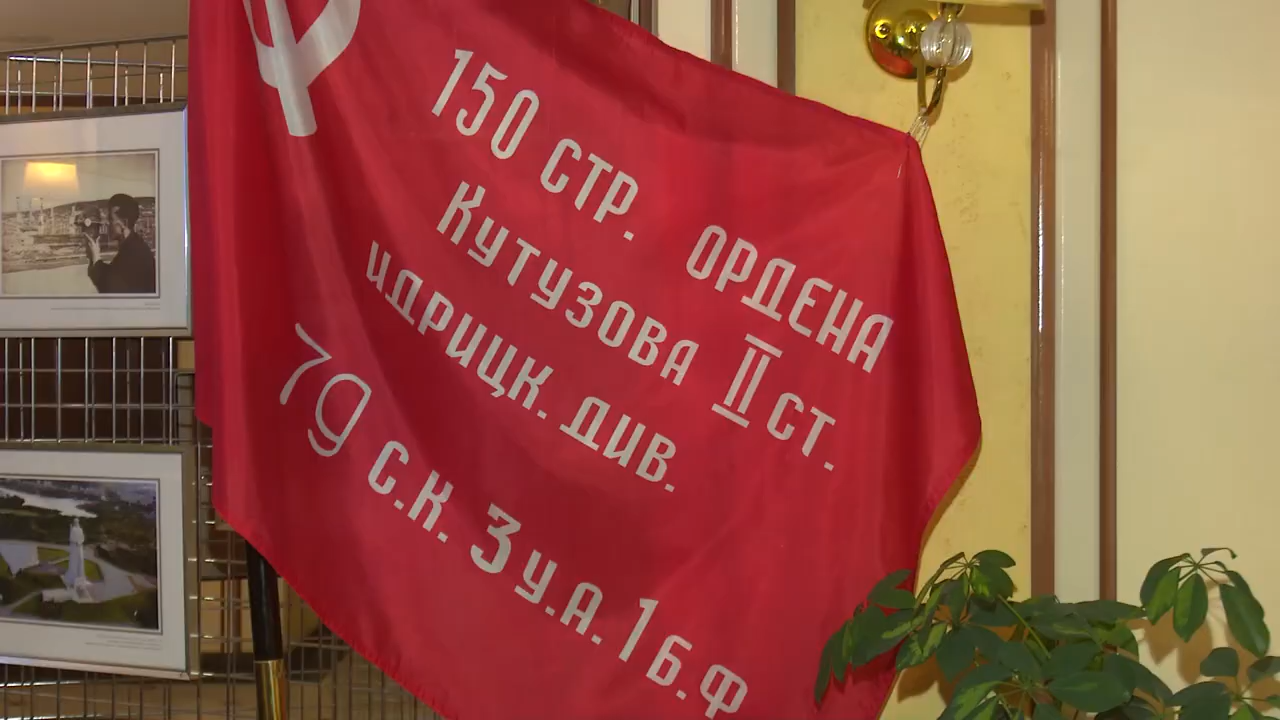 150 СТР. ОРДЕНА
КУТУЗОВА II СТ.
ИДРИЦК. ДИВ.
79 С.К. 3 У.А. 1 Б.Ф